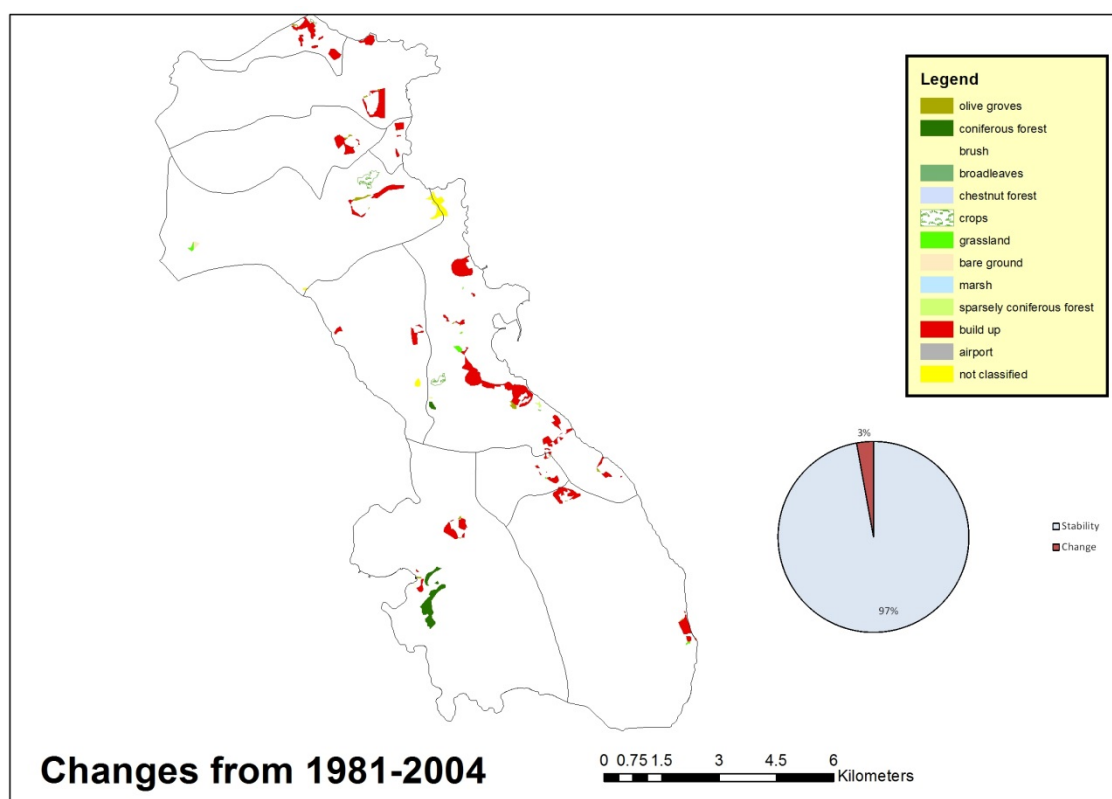 Legend
olive groves
coniferous forest
brush
broadleaves
chestnut forest
crops
grassland
bare ground
marsh
sparsely coniferous forest
build up
airport
not classified
3%
Stability
Change
97%
Changes from 1981-2004
0 0.75 1.5 3 4.5 6
Kilometers